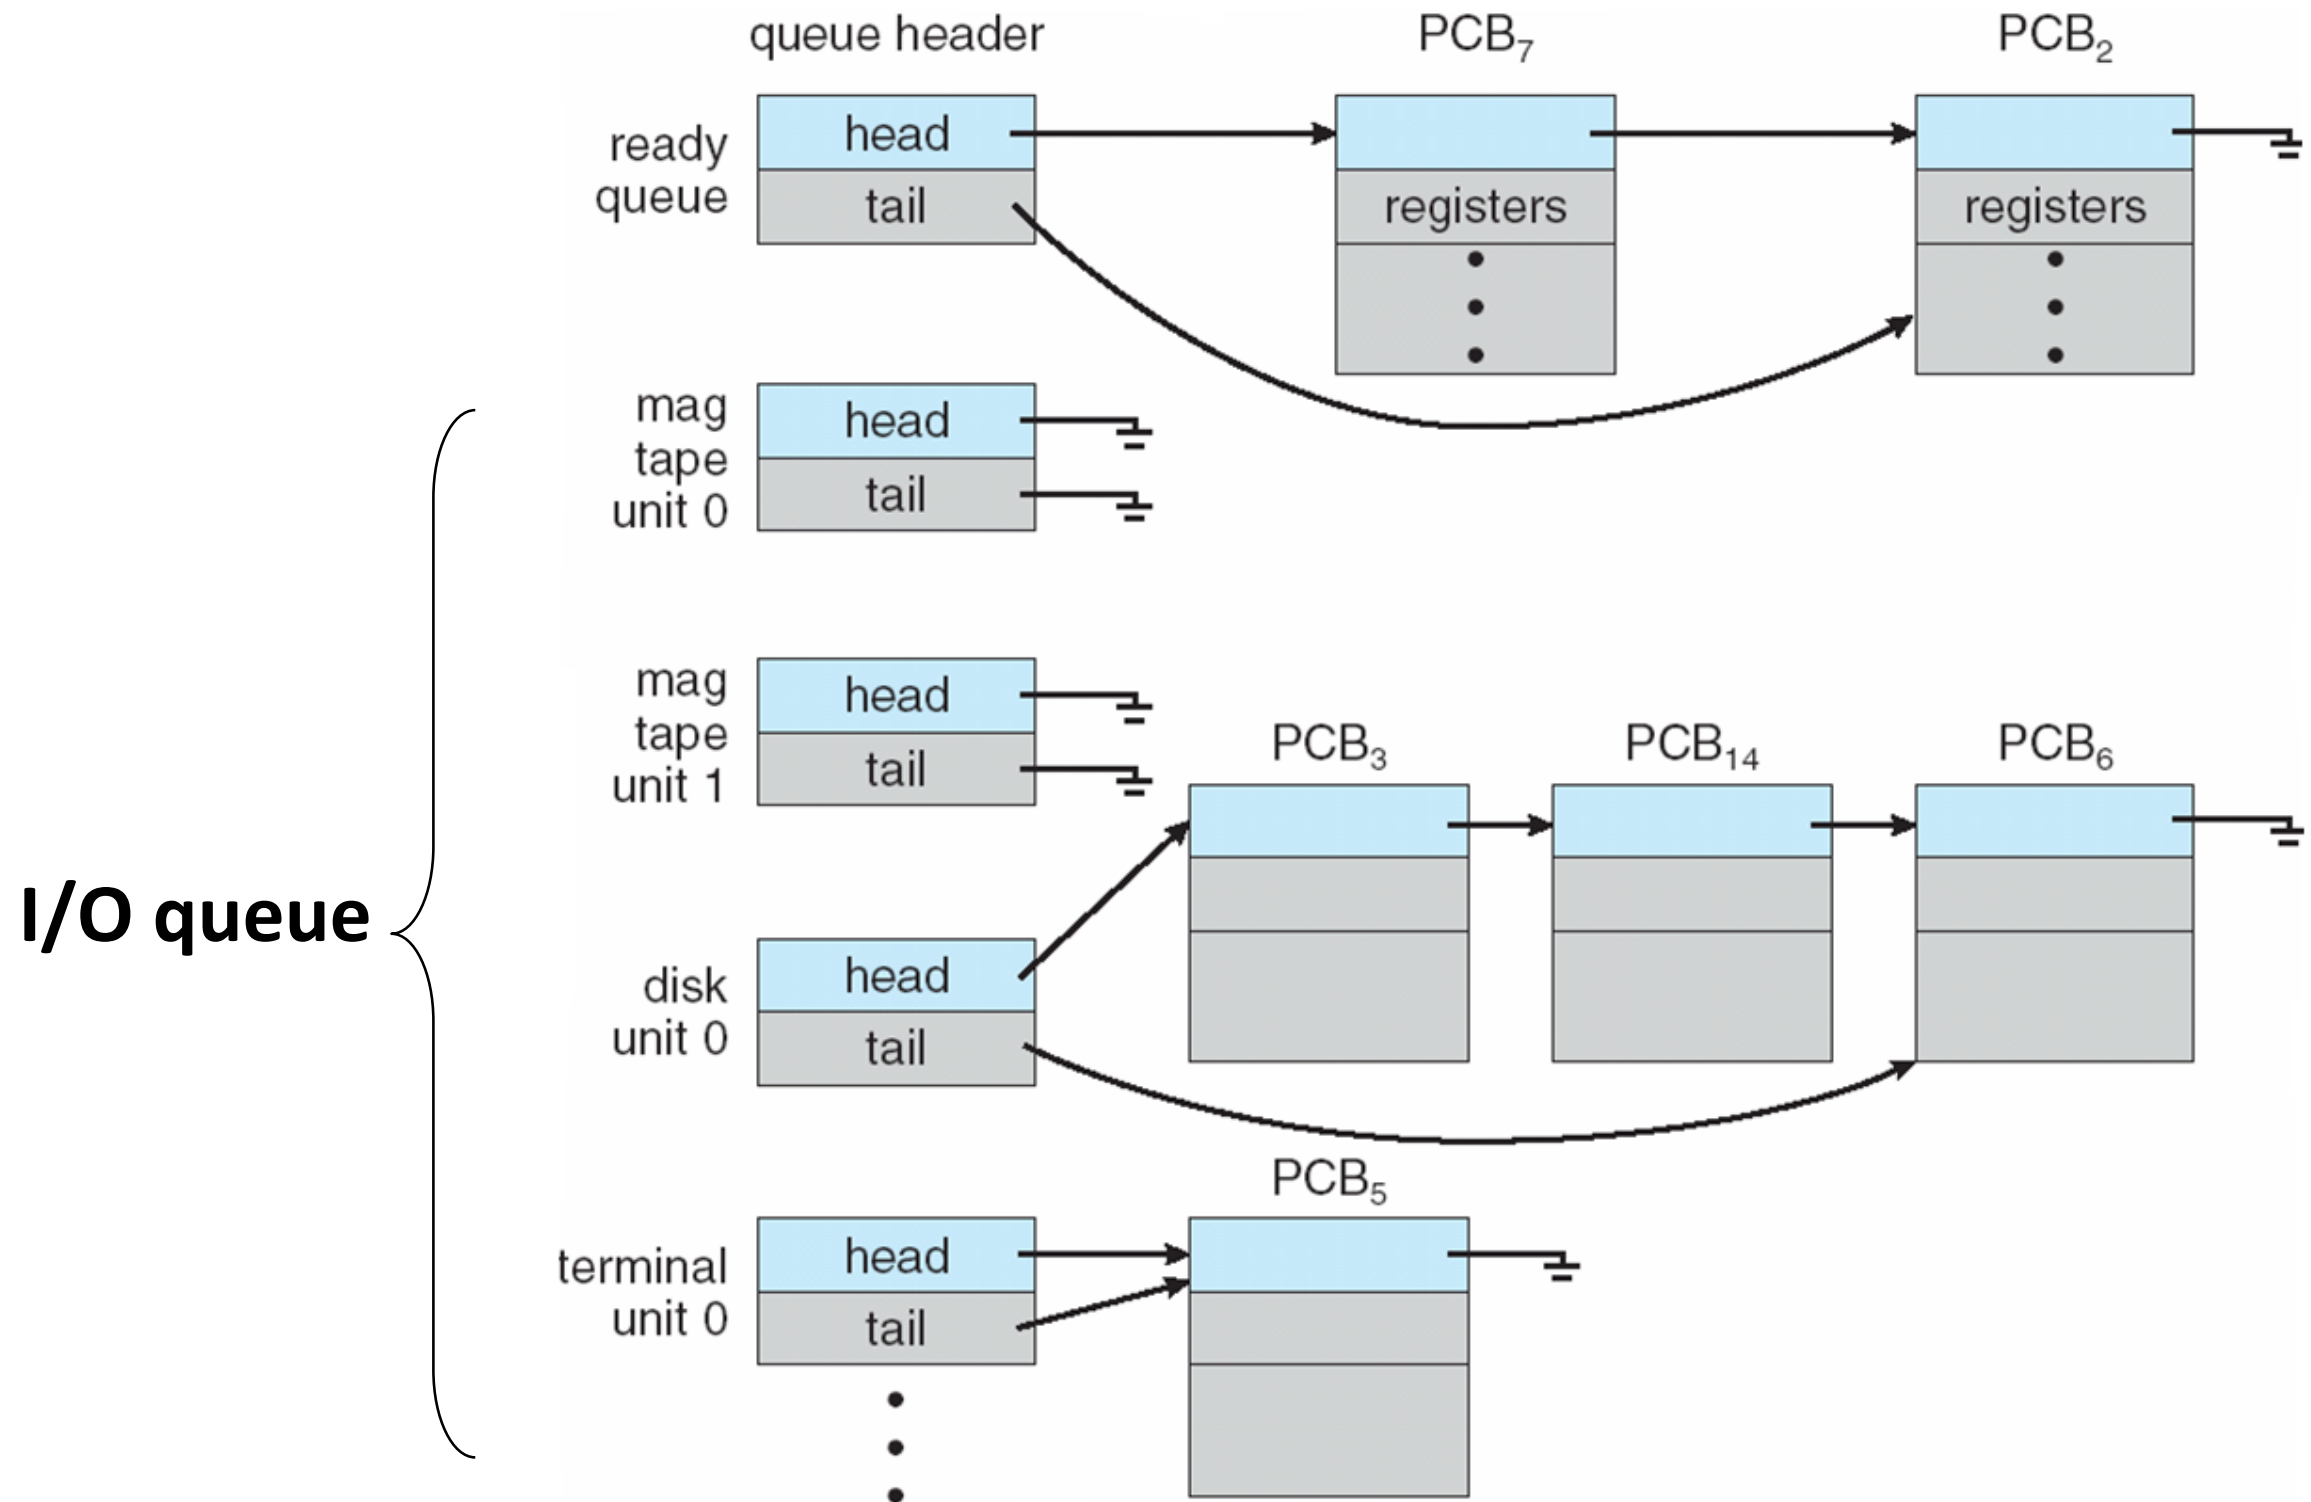 queue header
PCB7
PCB2
ready
queue
head
tail
registers
registers
mag
tape
unit 0
head
tail
mag
tape
unit 1
head
tail
PCB3
PCB14
PCB6
I/O queue
disk
unit 0
head
tail
PCB5
terminal
unit 0
head
tail